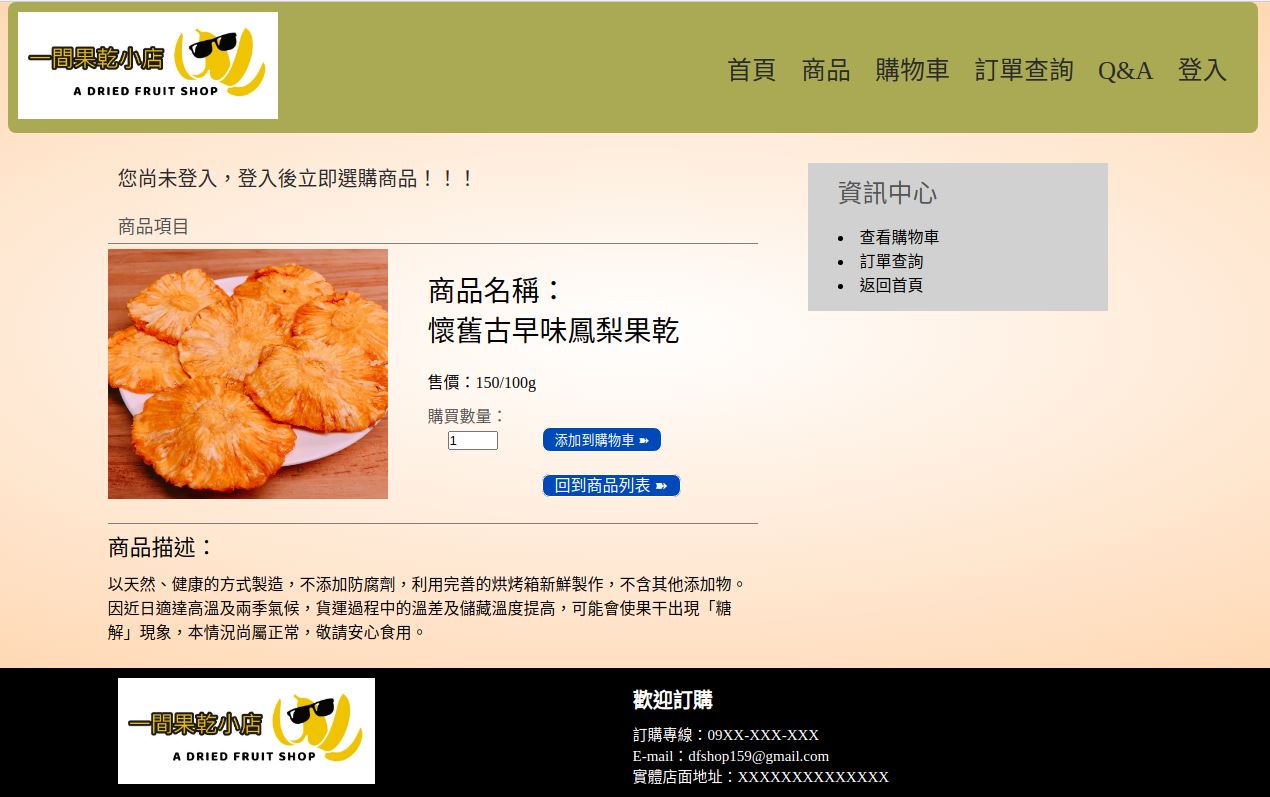 一間果乾小店
A DRIED FRUIT SHOP
首頁 商品 購物車 訂單查詢 Q&A 登入
您尚未登入，登入後立即選購商品！！！
商品項目
商品名稱：
懷舊古早味鳳梨果乾
售價：150/100g
購買數量：
1 添加到購物車 ➽
回到商品列表 ➽
資訊中心
查看購物車
訂單查詢
返回首頁
商品描述：
以天然、健康的方式製造，不添加防腐劑，利用完善的烘烤箱新鮮製作，不含其他添加物。
因近日適達高溫及兩季氣候，貨運過程中的溫差及儲藏溫度提高，可能會使果干出現「糖
解」現象，本情況尚屬正常，敬請安心食用。
一間果乾小店
A DRIED FRUIT SHOP
歡迎訂購
訂購專線：09XX-XXX-XXX
E-mail：dfshop159@gmail.com
實體店面地址：XXXXXXXXXXXXXX